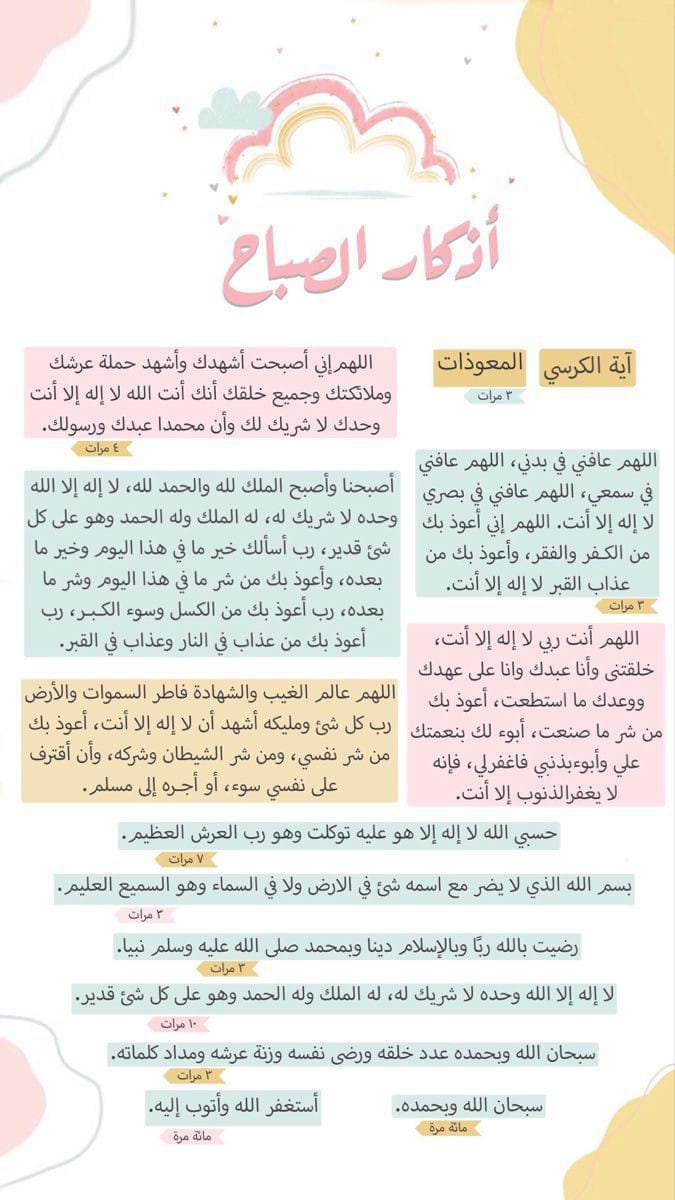 أذكار الصباح
آية الكرسي
المعوذات
٣ مرات
اللهم إني أصبحت أشهدك وأشهد حملة عرشك
وملائكتك وجميع خلقك أنك أنت الله لا إله إلا أنت
وحدك لا شريك لك وأن محمدا عبدك ورسولك.
٤ مرات
اللهم عافني في بدني، اللهم عافني
في سمعي، اللهم عافني في بصري
لا إله إلا أنت. اللهم إني أعوذ بك
من الكـفر والفقر، وأعوذ بك من
عذاب القبر لا إله إلا أنت.
٣ مرات
أصبحنا وأصبح الملك لله والحمد لله، لا إله إلا الله
وحده لا شريك له، له الملك وله الحمد وهو على كل
شئ قدير، رب أسألك خير ما في هذا اليوم وخير ما
بعده، وأعوذ بك من شر ما في هذا اليوم وشر ما
بعده، رب أعوذ بك من الكسل وسوء الكـبـر، رب
أعوذ بك من عذاب في النار وعذاب في القبر.
اللهم أنت ربي لا إله إلا أنت،
خلقتنى وأنا عبدك وانا على عهدك
ووعدك ما استطعت، أعوذ بك
من شر ما صنعت، أبوء لك بنعمتك
علي وأبوءبذنبي فاغفرلي، فإنه
لا يغفرالذنوب إلا أنت.
اللهم عالم الغيب والشهادة فاطر السموات والأرض
رب كل شئ ومليكه أشهد أن لا إله إلا أنت، أعوذ بك
من شر نفسي، ومن شر الشيطان وشركه، وأن أقترف
على نفسي سوء، أو أجـره إلى مسلم.
حسبي الله لا إله إلا هو عليه توكلت وهو رب العرش العظيم.
٧ مرات
بسم الله الذي لا يضر مع اسمه شئ في الارض ولا في السماء وهو السميع العليم.
٣ مرات
رضيت بالله ربًا وبالإسلام دينا وبمحمد صلى الله عليه وسلم نبيا.
٣ مرات
لا إله إلا الله وحده لا شريك له، له الملك وله الحمد وهو على كل شئ قدير.
١٠ مرات
سبحان الله وبحمده عدد خلقه ورضى نفسه وزنة عرشه ومداد كلماته.
٣ مرات
سبحان الله وبحمده.
مائة مرة
أستغفر الله وأتوب إليه.
مائة مرة